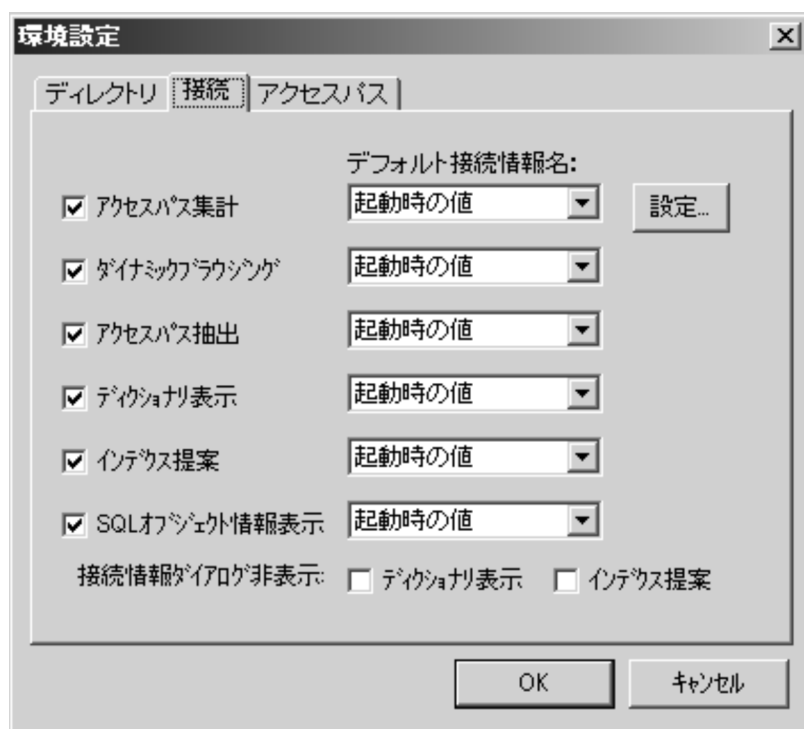 環境設定
ディレクトリ 接続 アクセスパス
デフォルト接続情報名:
アクセスパス集計 起動時の値 設定...
ダイナミックブラウジング 起動時の値
アクセスパス抽出 起動時の値
ディクショナリ表示 起動時の値
インデクス提案 起動時の値
SQLオブジェクト情報表示 起動時の値
接続情報ダイアログ非表示: ディクショナリ表示 インデクス提案
OK キャンセル